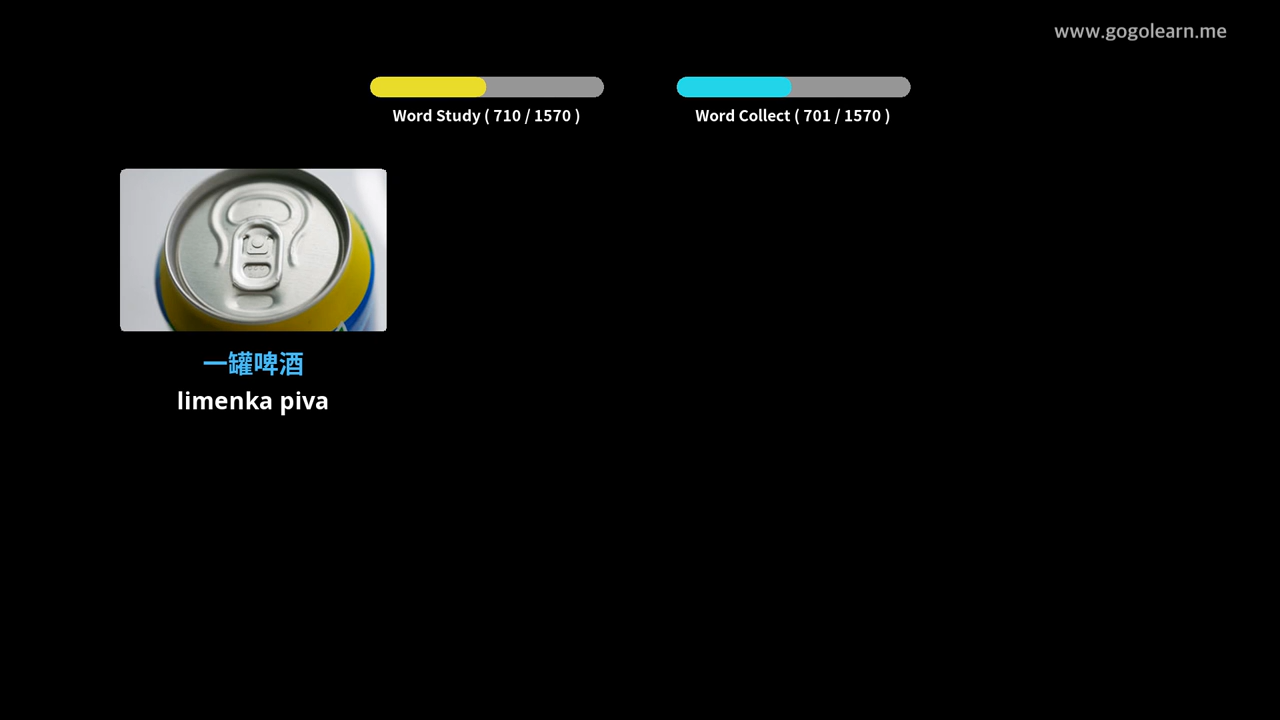 www.gogolearn.me
Word Study ( 710 / 1570 )
Word Collect ( 701 / 1570 )
一罐啤酒
limenka piva